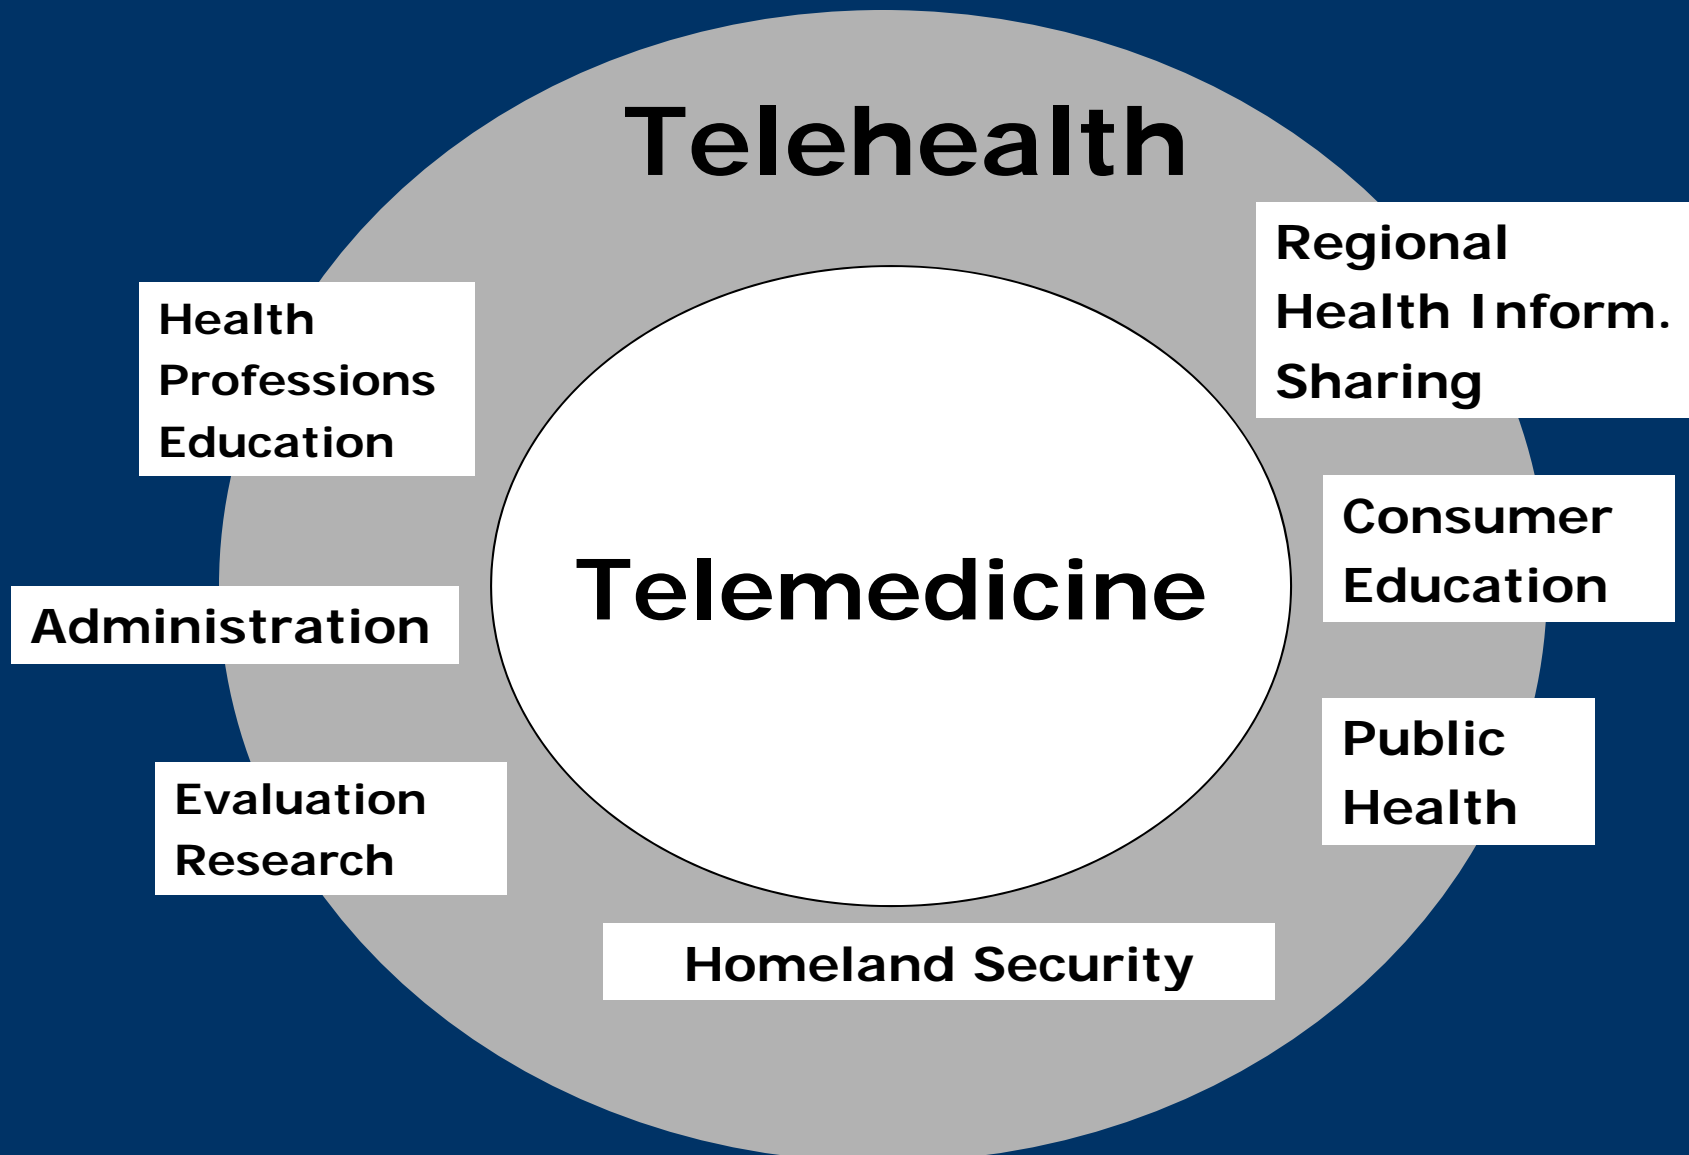 Telehealth
Regional
Health Inform.
Sharing
Health
Professions
Education
Consumer
Education
Telemedicine
Administration
Public
Health
Evaluation
Research
Homeland Security